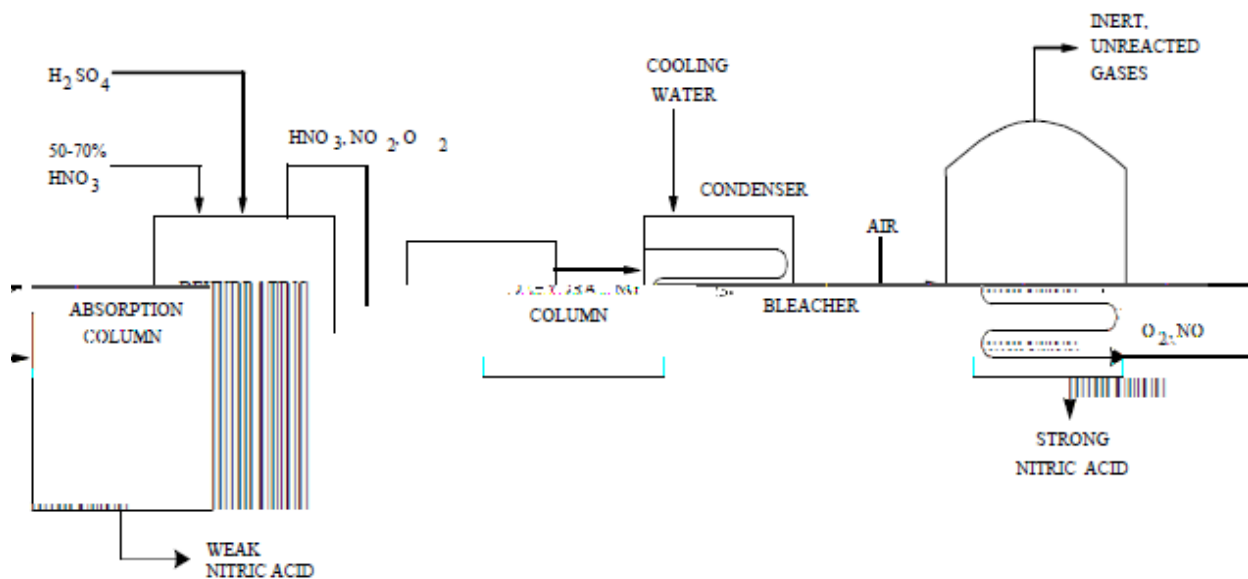 INERT,
UNREACTED
GASES
H2SO4
COOLING
WATER
HNO3, NO2, O2
50-70%
HNO3
CONDENSER
AIR
ABSORPTION
COLUMN
COLUMN
BLEACHER
O2, NO
STRONG
NITRIC ACID
WEAK
NITRIC ACID